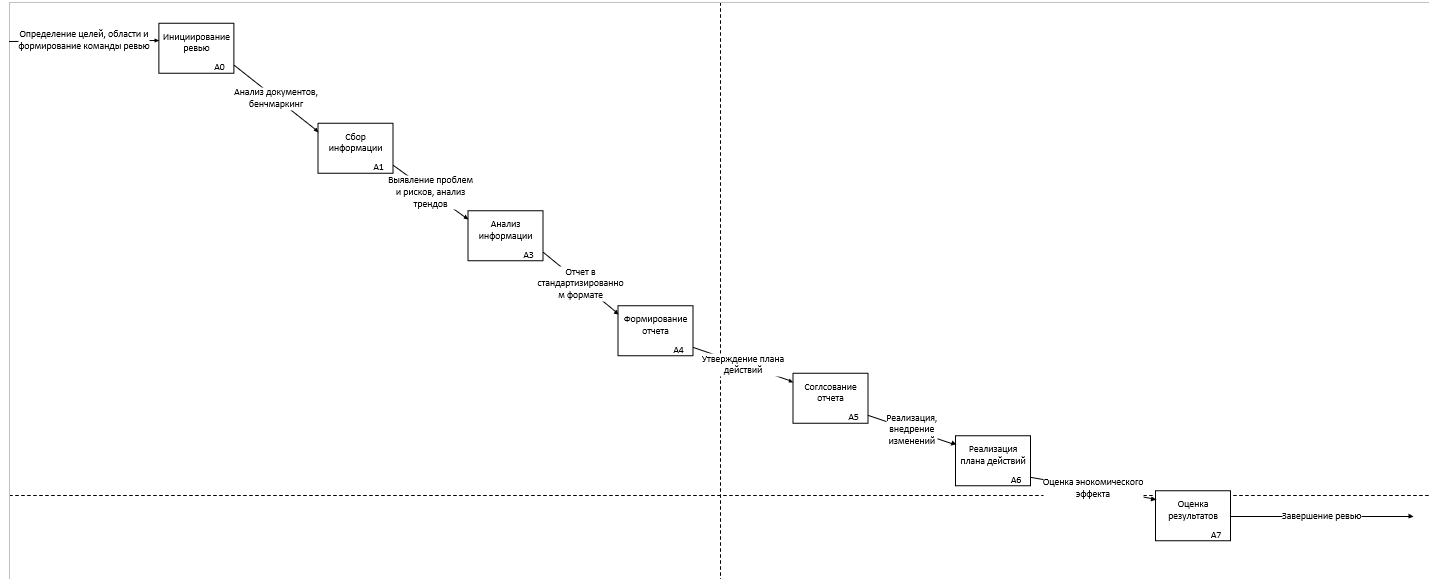 Определение целей, области и
формирование команды ревью
Инициирование
ревью
A0
Анализ документов,
бенчмаркинг
Сбор
информации
A1
Выявление проблем
и рисков, анализ
трендов
Анализ
информации
A3
Отчет в
стандартизированно
м формате
Формирование
отчета
A4
Утверждение плана
действий
Соглсование
отчета
A5
Реализация,
внедрение
изменений
Реализация
плана действий
A6
Оценка энокомического
эффекта
Оценка
результатов
A7
Завершение ревью